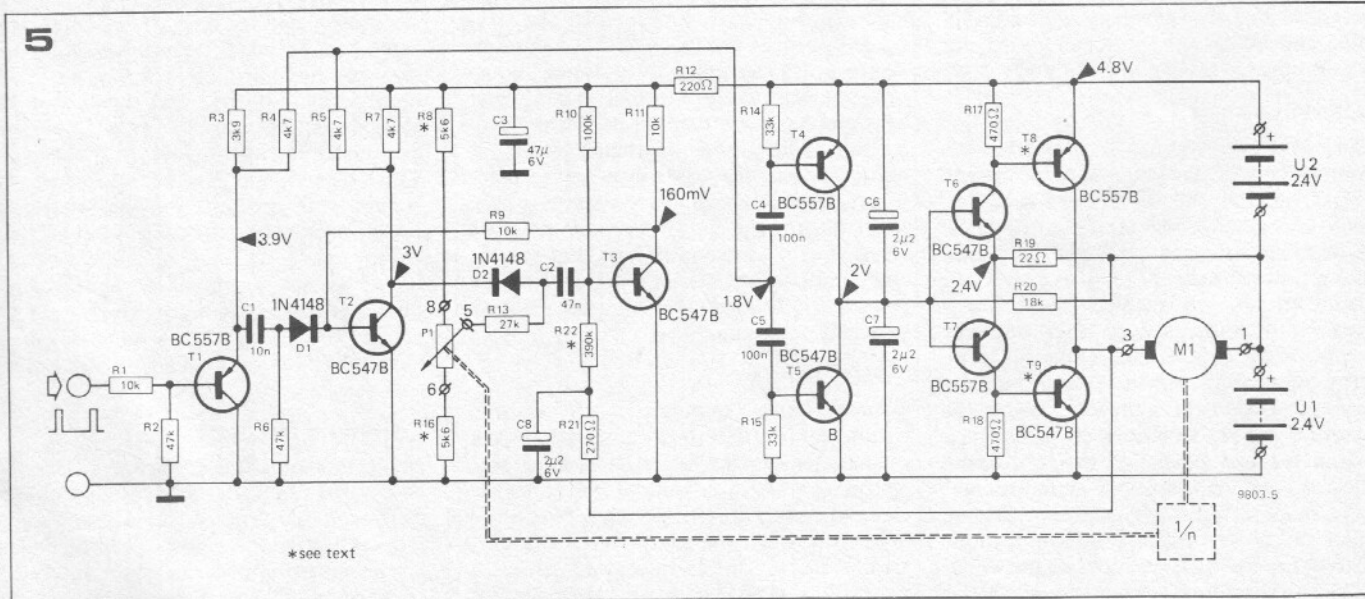 5
R12
220Ω
4.8V
R3
3k9
R4
4k7
R5
4k7
R7
4k7
R8
*
5k6
C3
47µ
6V
R10
100k
R11
10k
R14
33k
T4
BC557B
R17
470Ω
T8
*
BC557B
+
U2
2.4V
160mV
R9
10k
3.9V
3V
1N4148
D2
C2
47n
T3
BC547B
C4
100n
C6
2µ2
6V
T6
BC547B
R19
22Ω
2.4V
2V
1.8V
R20
18k
C1
10n
1N4148
D1
T2
BC547B
8
P1
5
6
R13
27k
R22
*
390k
BC557B
T1
R1
10k
R2
47k
R6
47k
R16
*
5k6
C8
2µ2
6V
R21
270Ω
C5
100n
BC547B
T5
R15
33k
B
C7
2µ2
6V
T7
BC557B
R18
470Ω
T9
*
BC547B
3
M1
1
+
U1
2.4V
9803-5
1/n
*see text